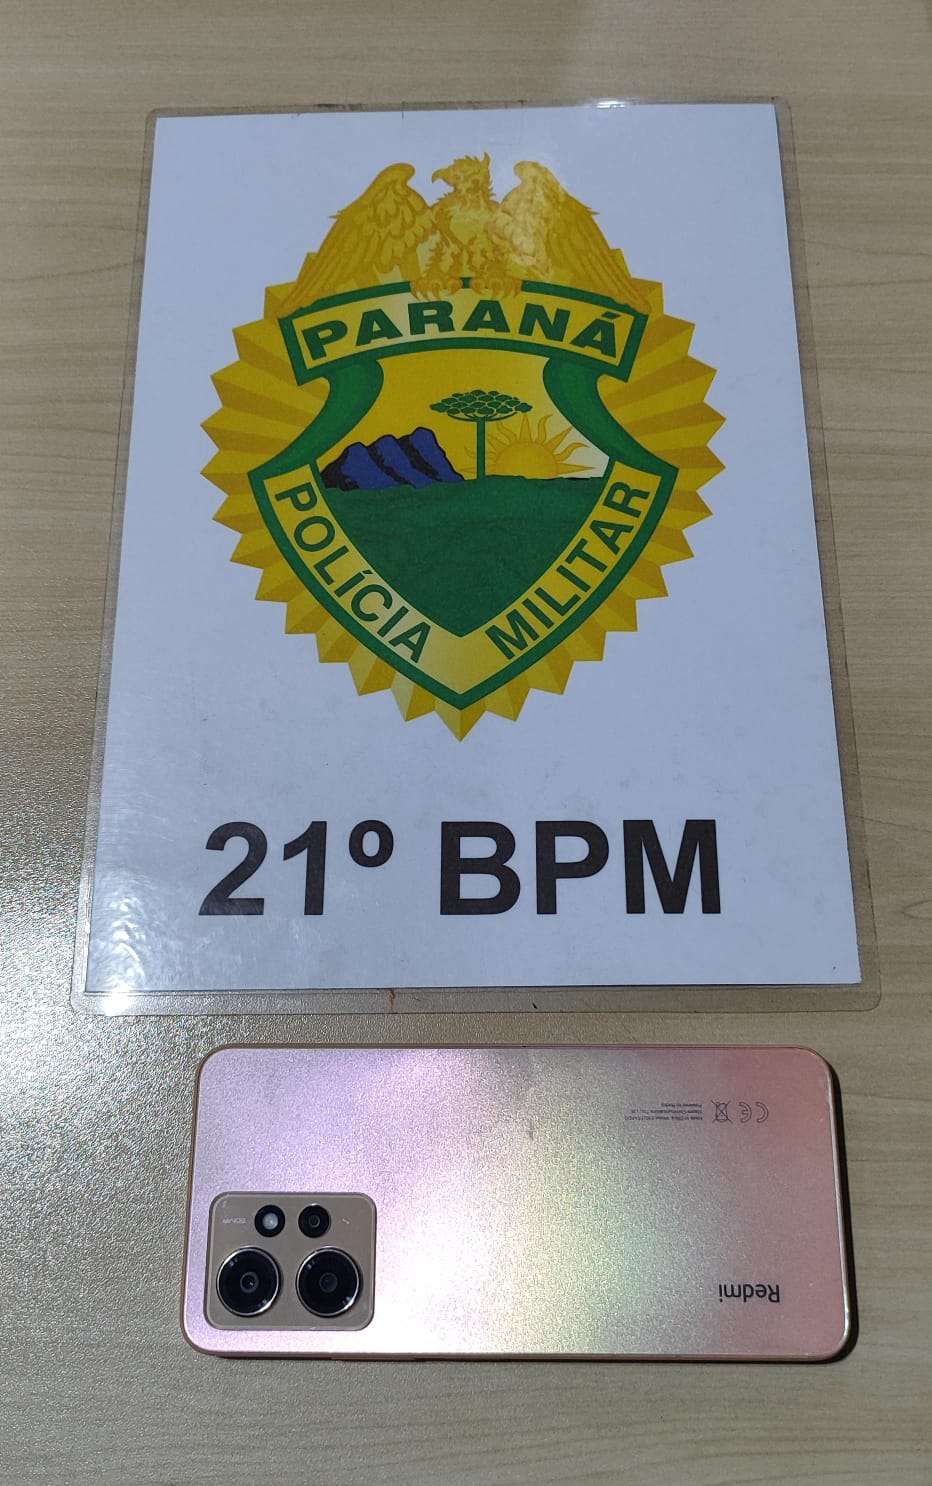 PARANÁ
POLÍCIA MILITAR
21º BPM
Redmi